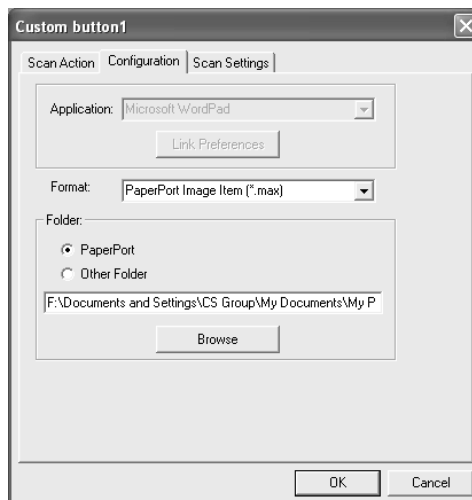 Custom button1
Scan Action Configuration Scan Settings
Application: Microsoft WordPad
Link Preferences
Format: PaperPort Image Item (*.max)
Folder:
PaperPort
Other Folder
F:\Documents and Settings\CS Group\My Documents\My P
Browse
OK Cancel